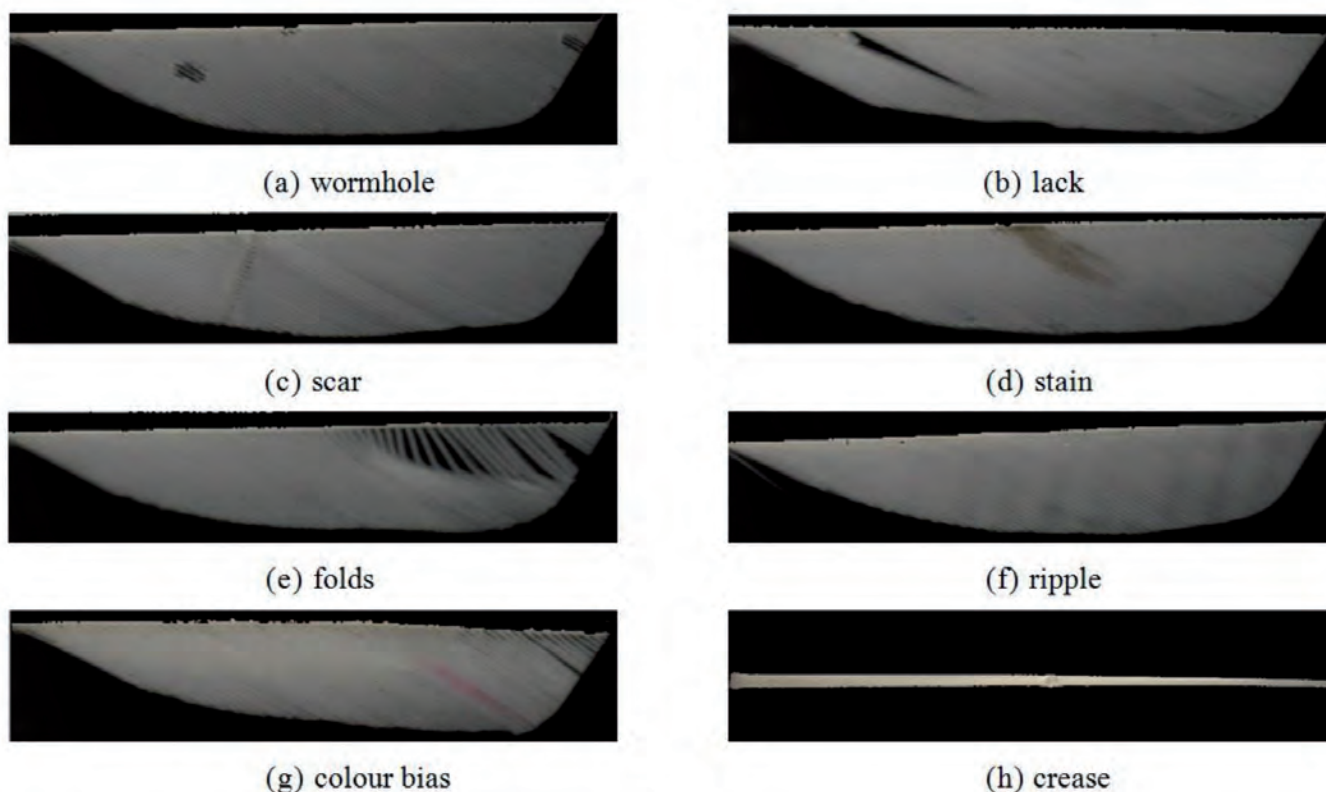 (a) wormhole
(b) lack
(c) scar
(d) stain
(e) folds
(f) ripple
(g) colour bias
(h) crease